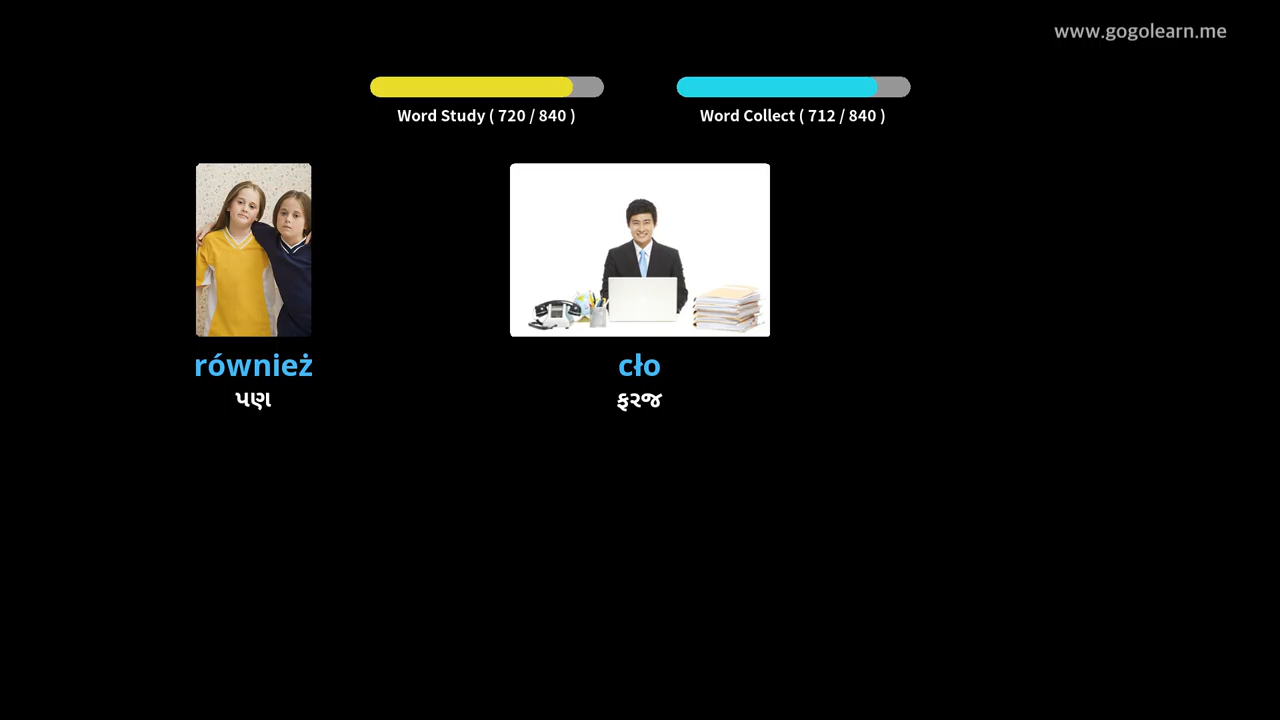 www.gogolearn.me
Word Study ( 720 / 840 )
Word Collect ( 712 / 840 )
również
cło
પણ
ફરજ